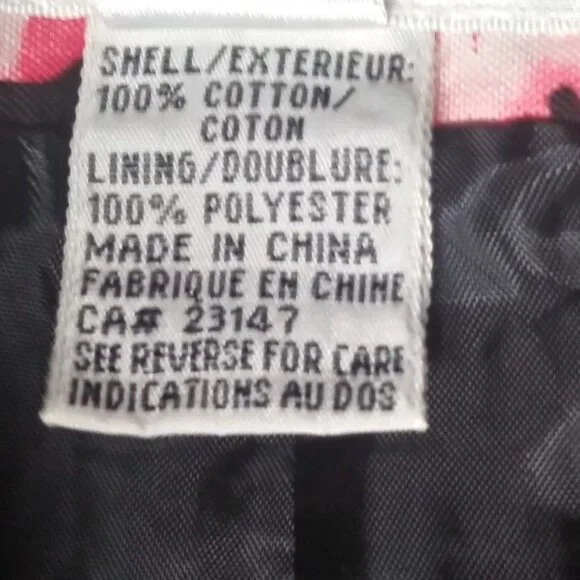 SHELL/EXTERIEUR:
100% COTTON/
COTON
LINING/DOUBLURE:
100% POLYESTER
MADE IN CHINA
FABRIQUE EN CHINE
CA# 23147
SEE REVERSE FOR CARE
INDICATIONS AU DOS